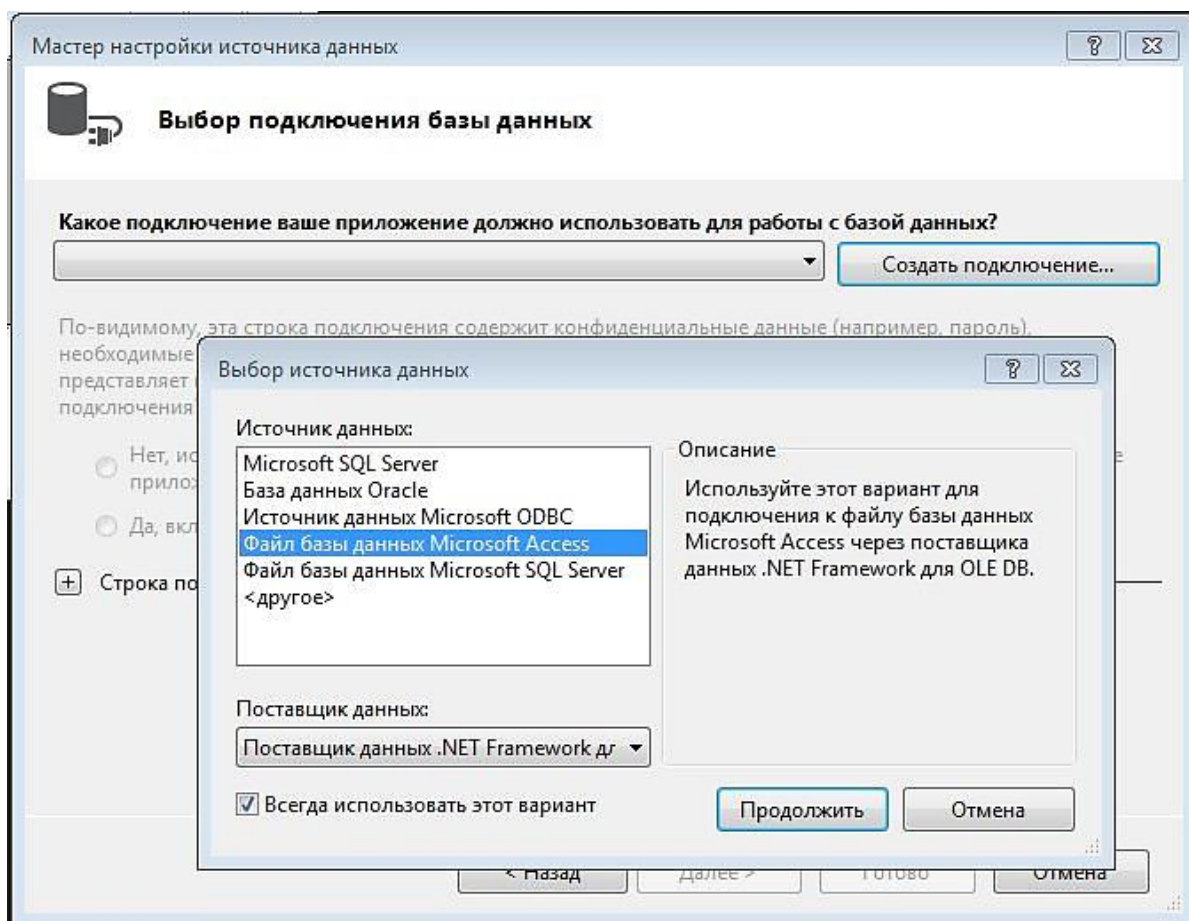 Мастер настройки источника данных
Выбор подключения базы данных
Какое подключение ваше приложение должно использовать для работы с базой данных?
Создать подключение...
По-видимому, эта строка подключения содержит конфиденциальные данные (например, пароль),
необходимые
представляет
подключения
Нет, ис
прилож
Да, вкл
Строка по
Выбор источника данных
Источник данных:
Microsoft SQL Server
База данных Oracle
Источник данных Microsoft ODBC
Файл базы данных Microsoft Access
Файл базы данных Microsoft SQL Server
<другое>
Описание
Используйте этот вариант для
подключения к файлу базы данных
Microsoft Access через поставщика
данных .NET Framework для OLE DB.
Поставщик данных:
Поставщик данных .NET Framework дл
Всегда использовать этот вариант
Продолжить
Отмена
< Назад
Далее >
Готово
Отмена